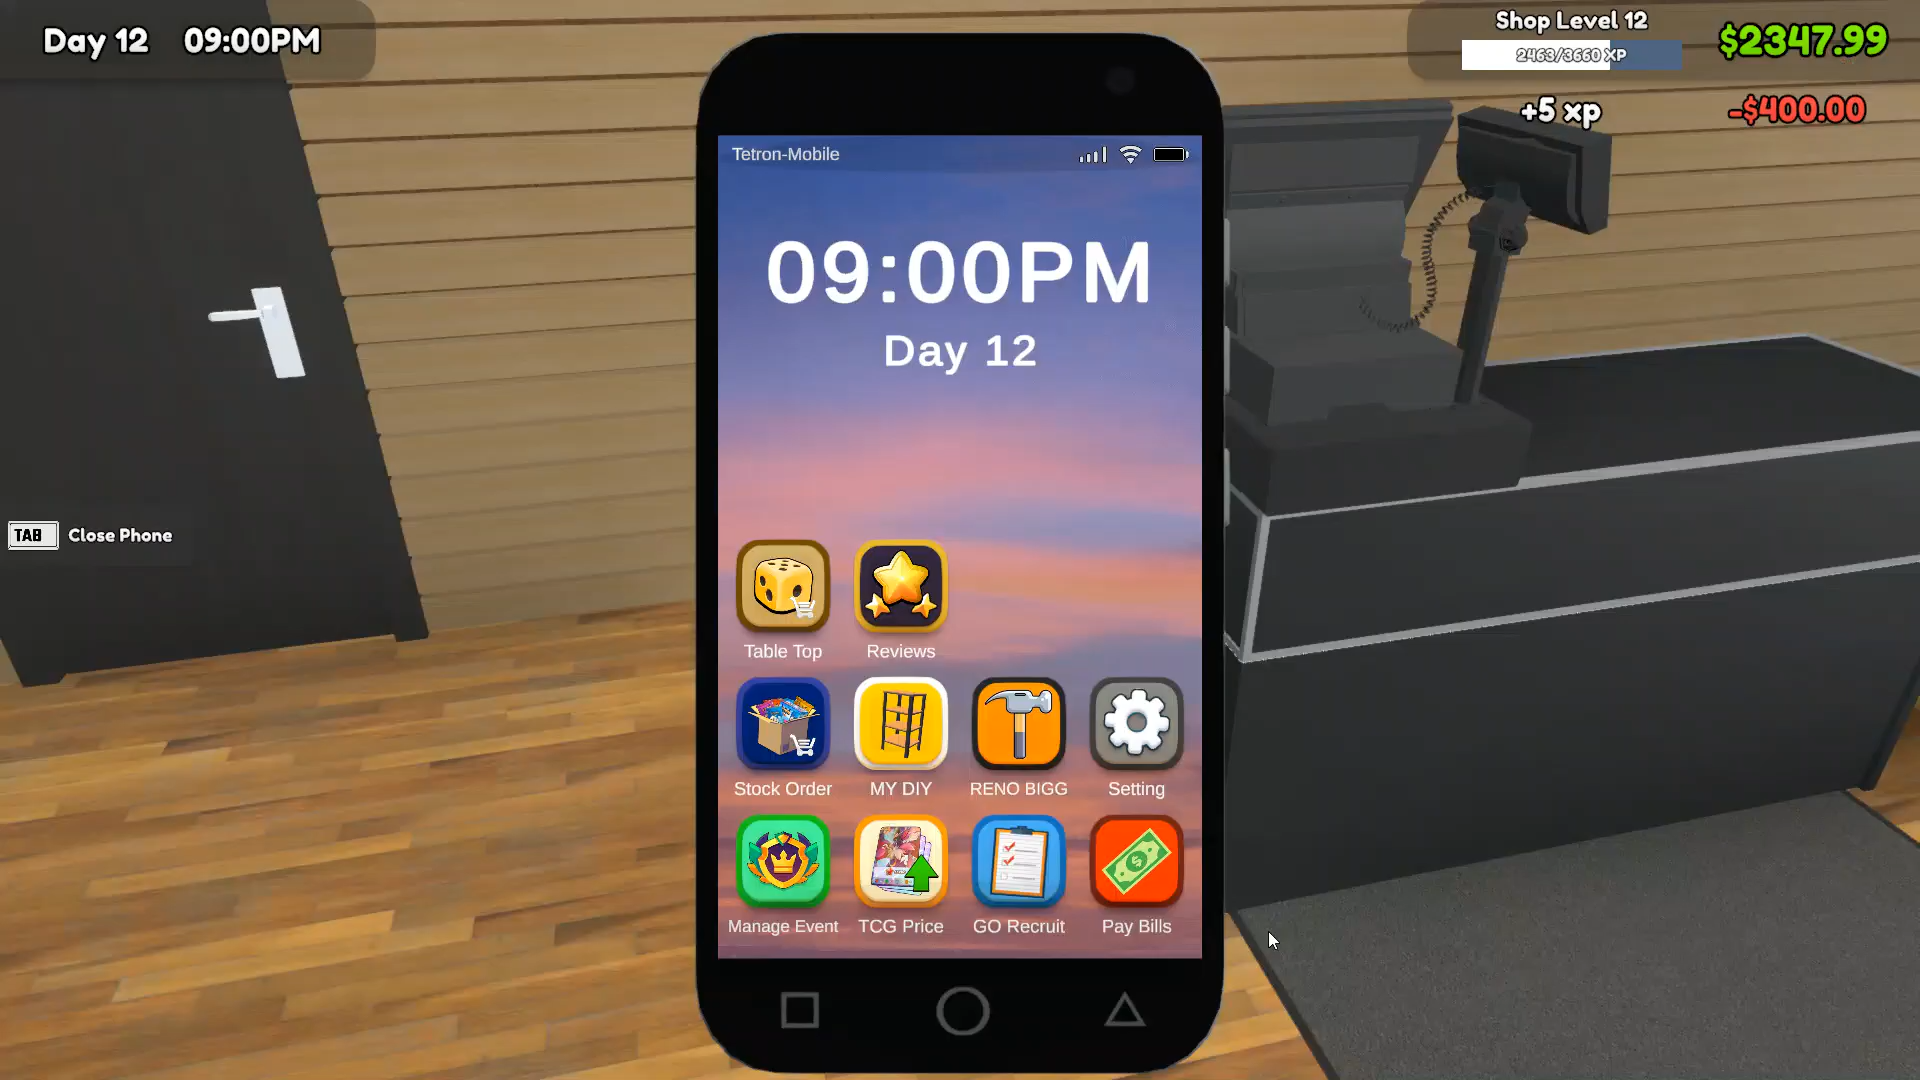 Day 12 09:00PM
Shop Level 12
2463/3660 XP
$2347.99
+5 xp
-$400.00
Tetron-Mobile
09:00PM
Day 12
TAB Close Phone
Table Top Reviews
Stock Order MY DIY RENO BIGG Setting
Manage Event TCG Price GO Recruit Pay Bills